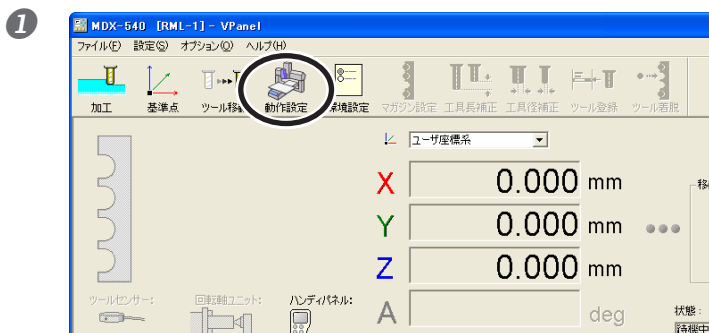 1
MDX-540 [RML-1] - VPanel
ファイル(F) 設定(S) オプション(O) ヘルプ(H)
加工 基準点 ツール移動 動作設定 環境設定 マガジン設定 工具長補正 工具径補正 ツール登録 ツール着脱
ユーザ座標系
X 0.000 mm
移
Y 0.000 mm
Z 0.000 mm
ツールセンサー: 回転軸ユニット: ハンディパネル:
A deg
状態:
待機中